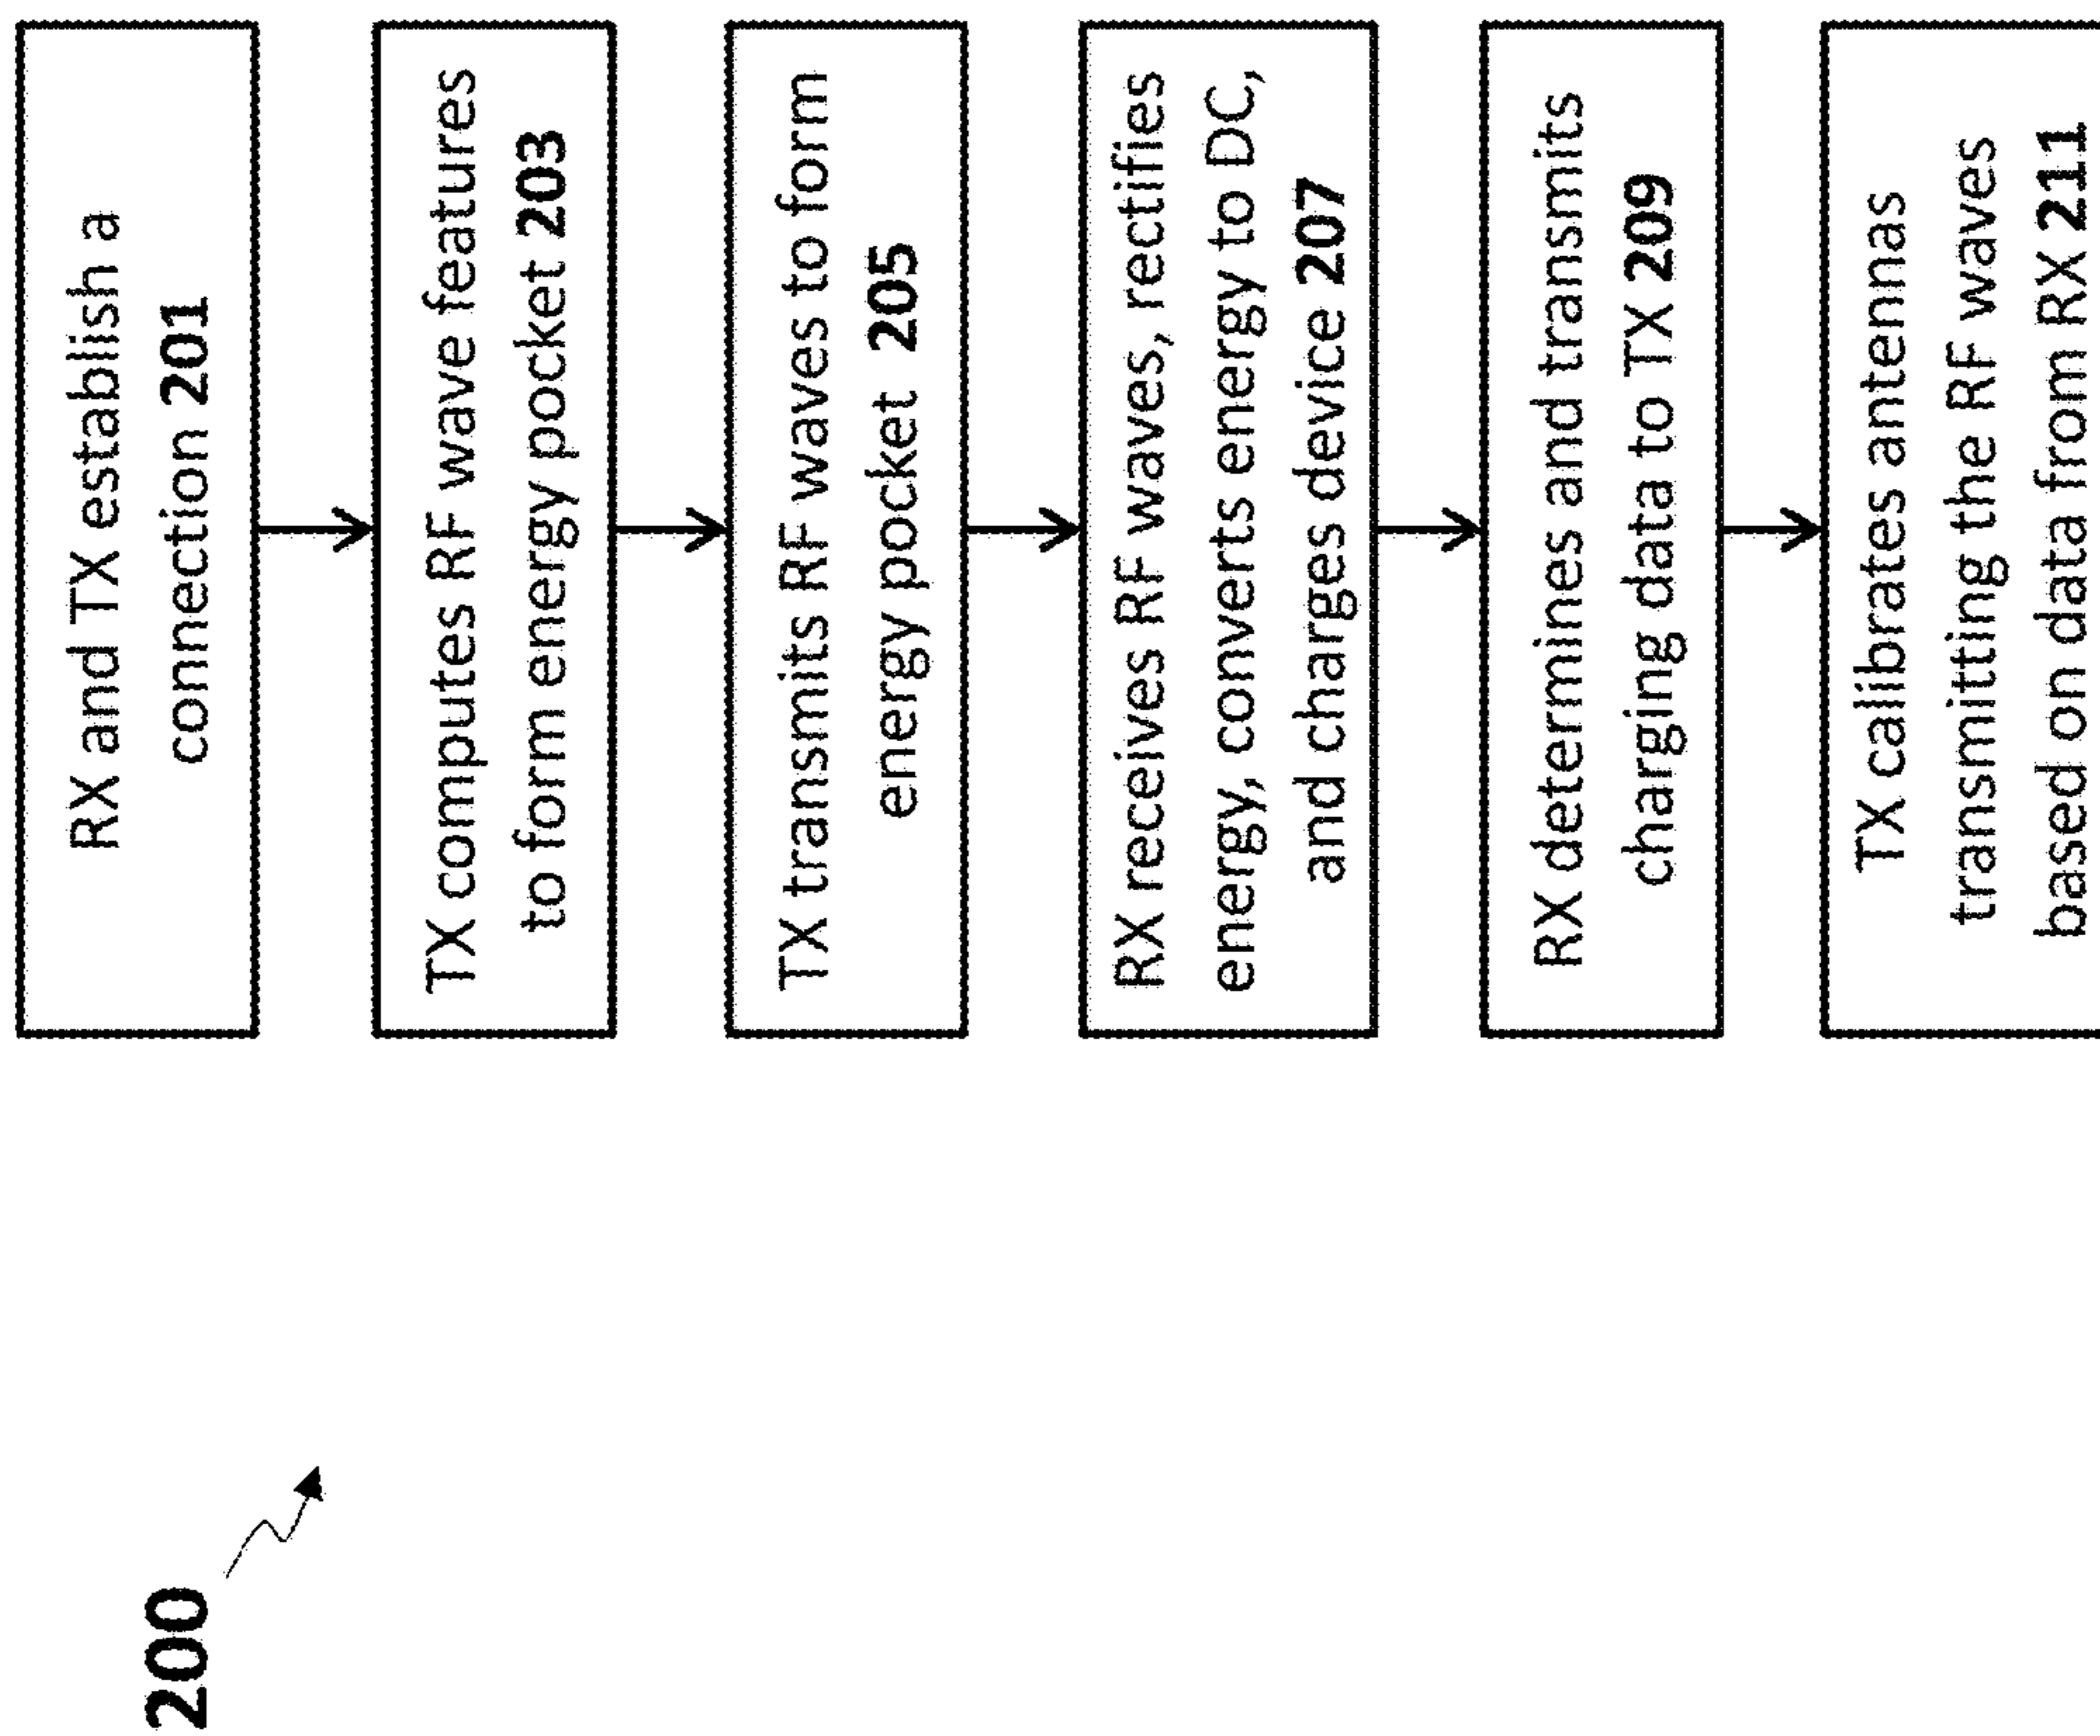 200
RX and TX establish a
connection 201
TX computes RF wave features
to form energy pocket 203
TX transmits RF waves to form
energy pocket 205
RX receives RF waves, rectifies
energy, converts energy to DC,
and charges device 207
RX determines and transmits
charging data to TX 209
TX calibrates antennas
transmitting the RF waves
based on data from RX 211